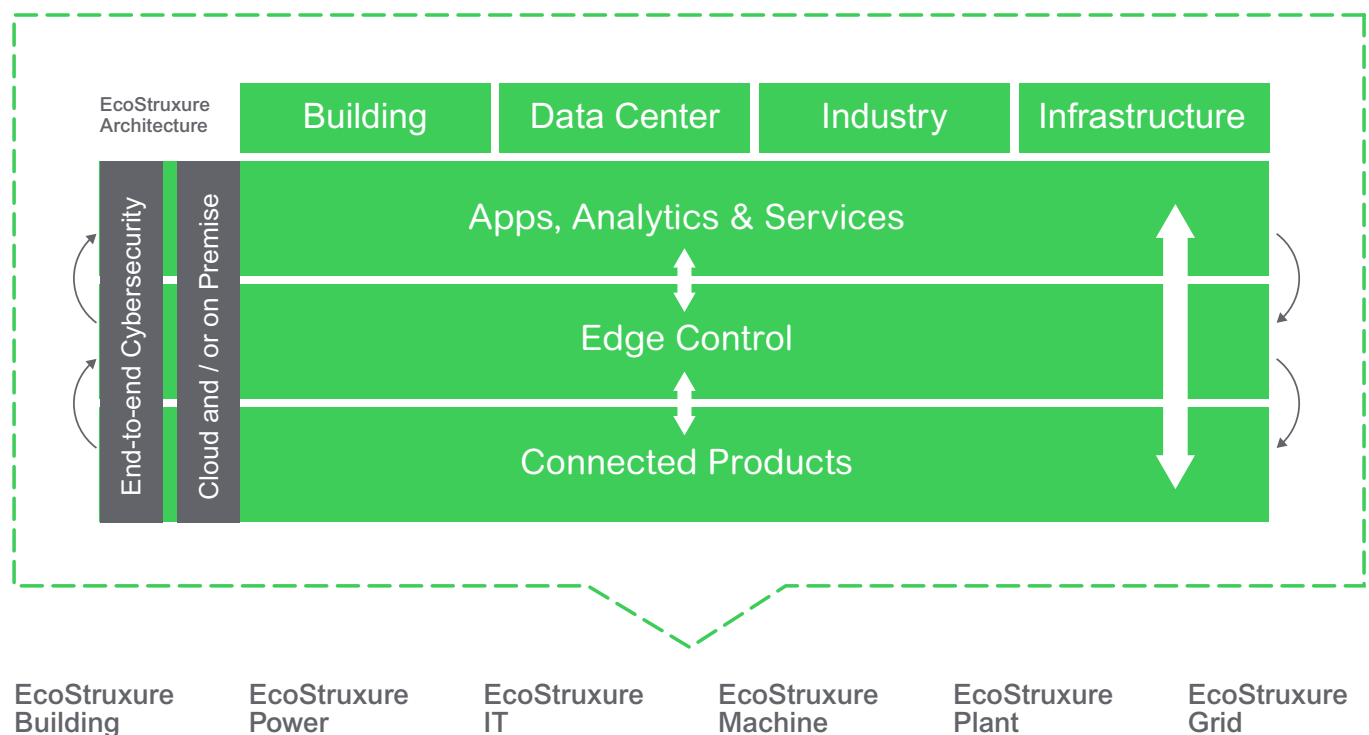 EcoStruxure
Architecture
Building
Data Center
Industry
Infrastructure
End-to-end Cybersecurity
Cloud and / or on Premise
Apps, Analytics & Services
Edge Control
Connected Products
EcoStruxure
Building
EcoStruxure
Power
EcoStruxure
IT
EcoStruxure
Machine
EcoStruxure
Plant
EcoStruxure
Grid